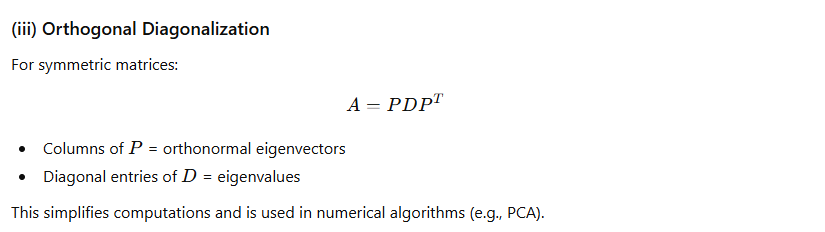 (iii) Orthogonal Diagonalization
For symmetric matrices:
A = PDPᵀ
• Columns of P = orthonormal eigenvectors
• Diagonal entries of D = eigenvalues
This simplifies computations and is used in numerical algorithms (e.g., PCA).